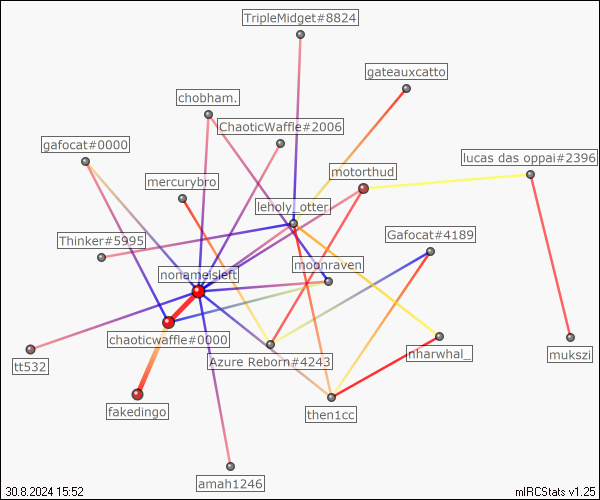 TripleMidget#8824
gateauxcatto
chobham.
ChaoticWaffle#2006
gafocat#0000
lucas das oppai#2396
motorthud
mercurybro
leholy_otter
Gafocat#4189
Thinker#5995
moonraven
nonameisleft
chaoticwaffle#0000
nharwhal_
mukszi
Azure Reborn#4243
tt532
fakedingo
then1cc
amah1246
30.8.2024 15:52
mIRCStats v1.25